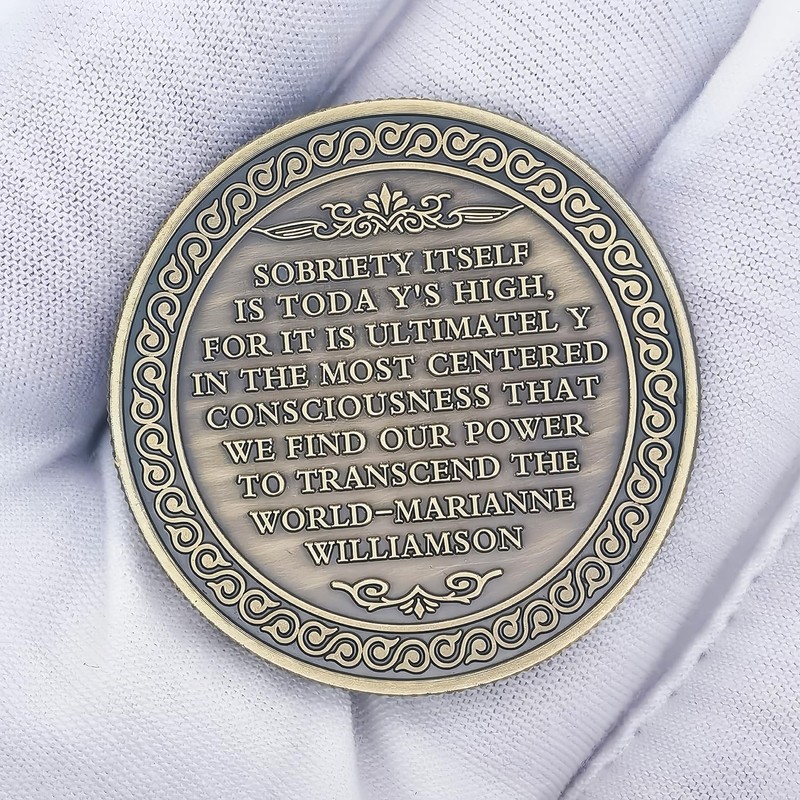 SOBRIETY ITSELF
IS TODA Y'S HIGH,
FOR IT IS ULTIMATEL Y
IN THE MOST CENTERED
CONSCIOUSNESS THAT
WE FIND OUR POWER
TO TRANSCEND THE
WORLD–MARIANNE
WILLIAMSON